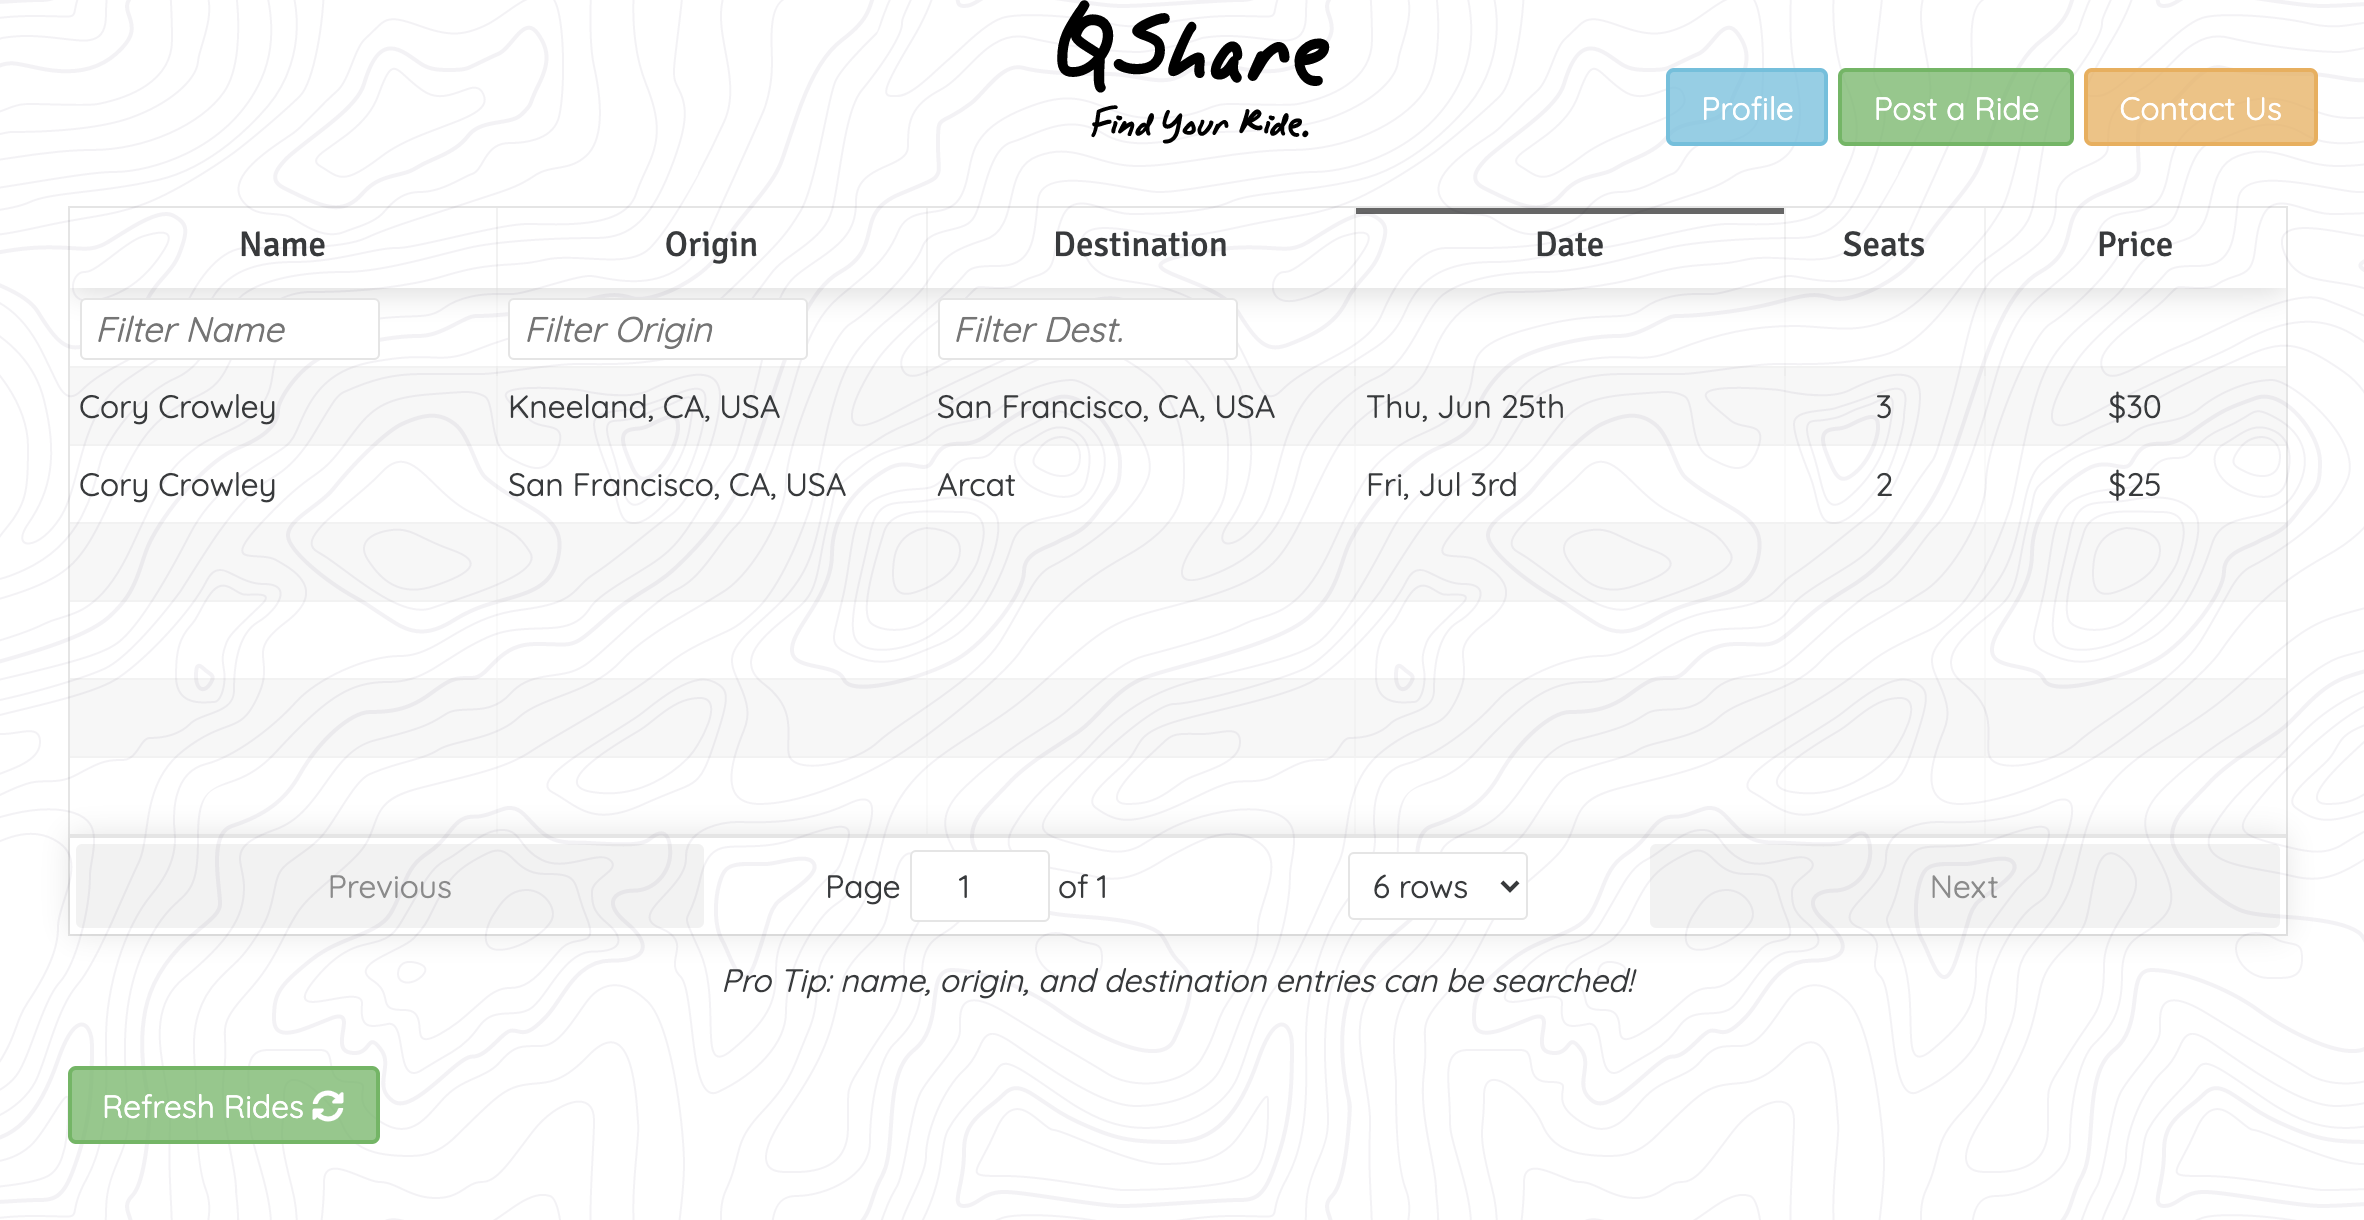 QShare
Find Your Ride.
Profile Post a Ride Contact Us
Name Origin Destination Date Seats Price
Filter Name Filter Origin Filter Dest.
Cory Crowley Kneeland, CA, USA San Francisco, CA, USA Thu, Jun 25th 3 $30
Cory Crowley San Francisco, CA, USA Arcat Fri, Jul 3rd 2 $25
Previous Page 1 of 1 6 rows Next
Pro Tip: name, origin, and destination entries can be searched!
Refresh Rides